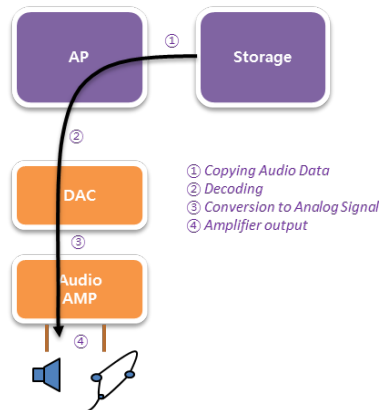 ①
AP
Storage
②
DAC
① Copying Audio Data
② Decoding
③ Conversion to Analog Signal
④ Amplifier output
③
Audio
AMP
④